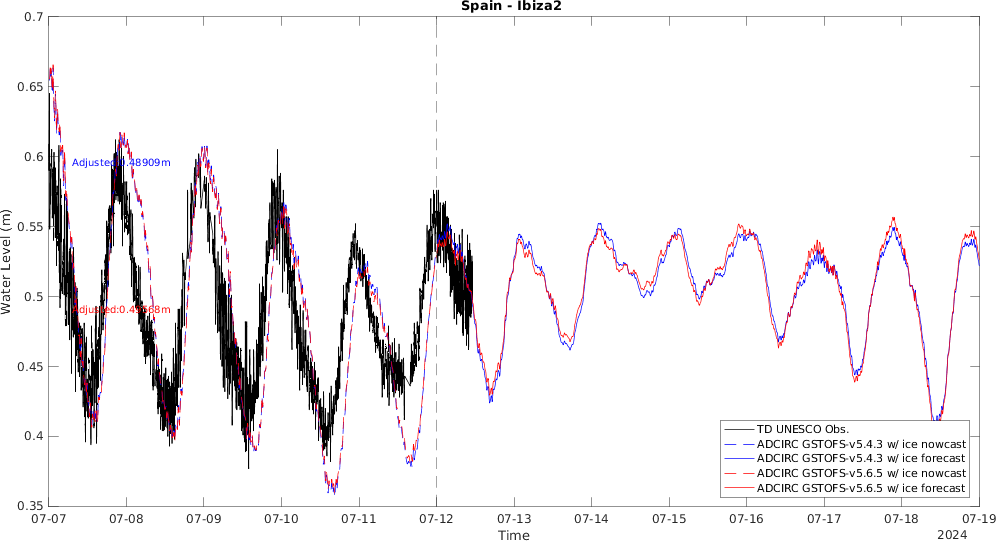 Spain - Ibiza2
0.7
0.65
0.6
0.55
0.5
0.45
0.4
0.35
Water Level (m)
Adjusted:0.48909m
TD UNESCO Obs.
ADCIRC GSTOFS-v5.4.3 w/ ice nowcast
ADCIRC GSTOFS-v5.4.3 w/ ice forecast
ADCIRC GSTOFS-v5.6.5 w/ ice nowcast
ADCIRC GSTOFS-v5.6.5 w/ ice forecast
07-07 07-08 07-09 07-10 07-11 07-12 07-13 07-14 07-15 07-16 07-17 07-18 07-19
Time
2024